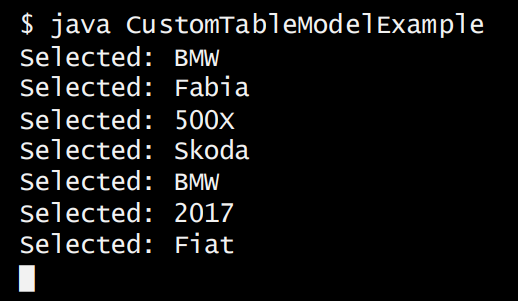 $ java CustomTableModelExample
Selected: BMW
Selected: Fabia
Selected: 500X
Selected: Skoda
Selected: BMW
Selected: 2017
Selected: Fiat